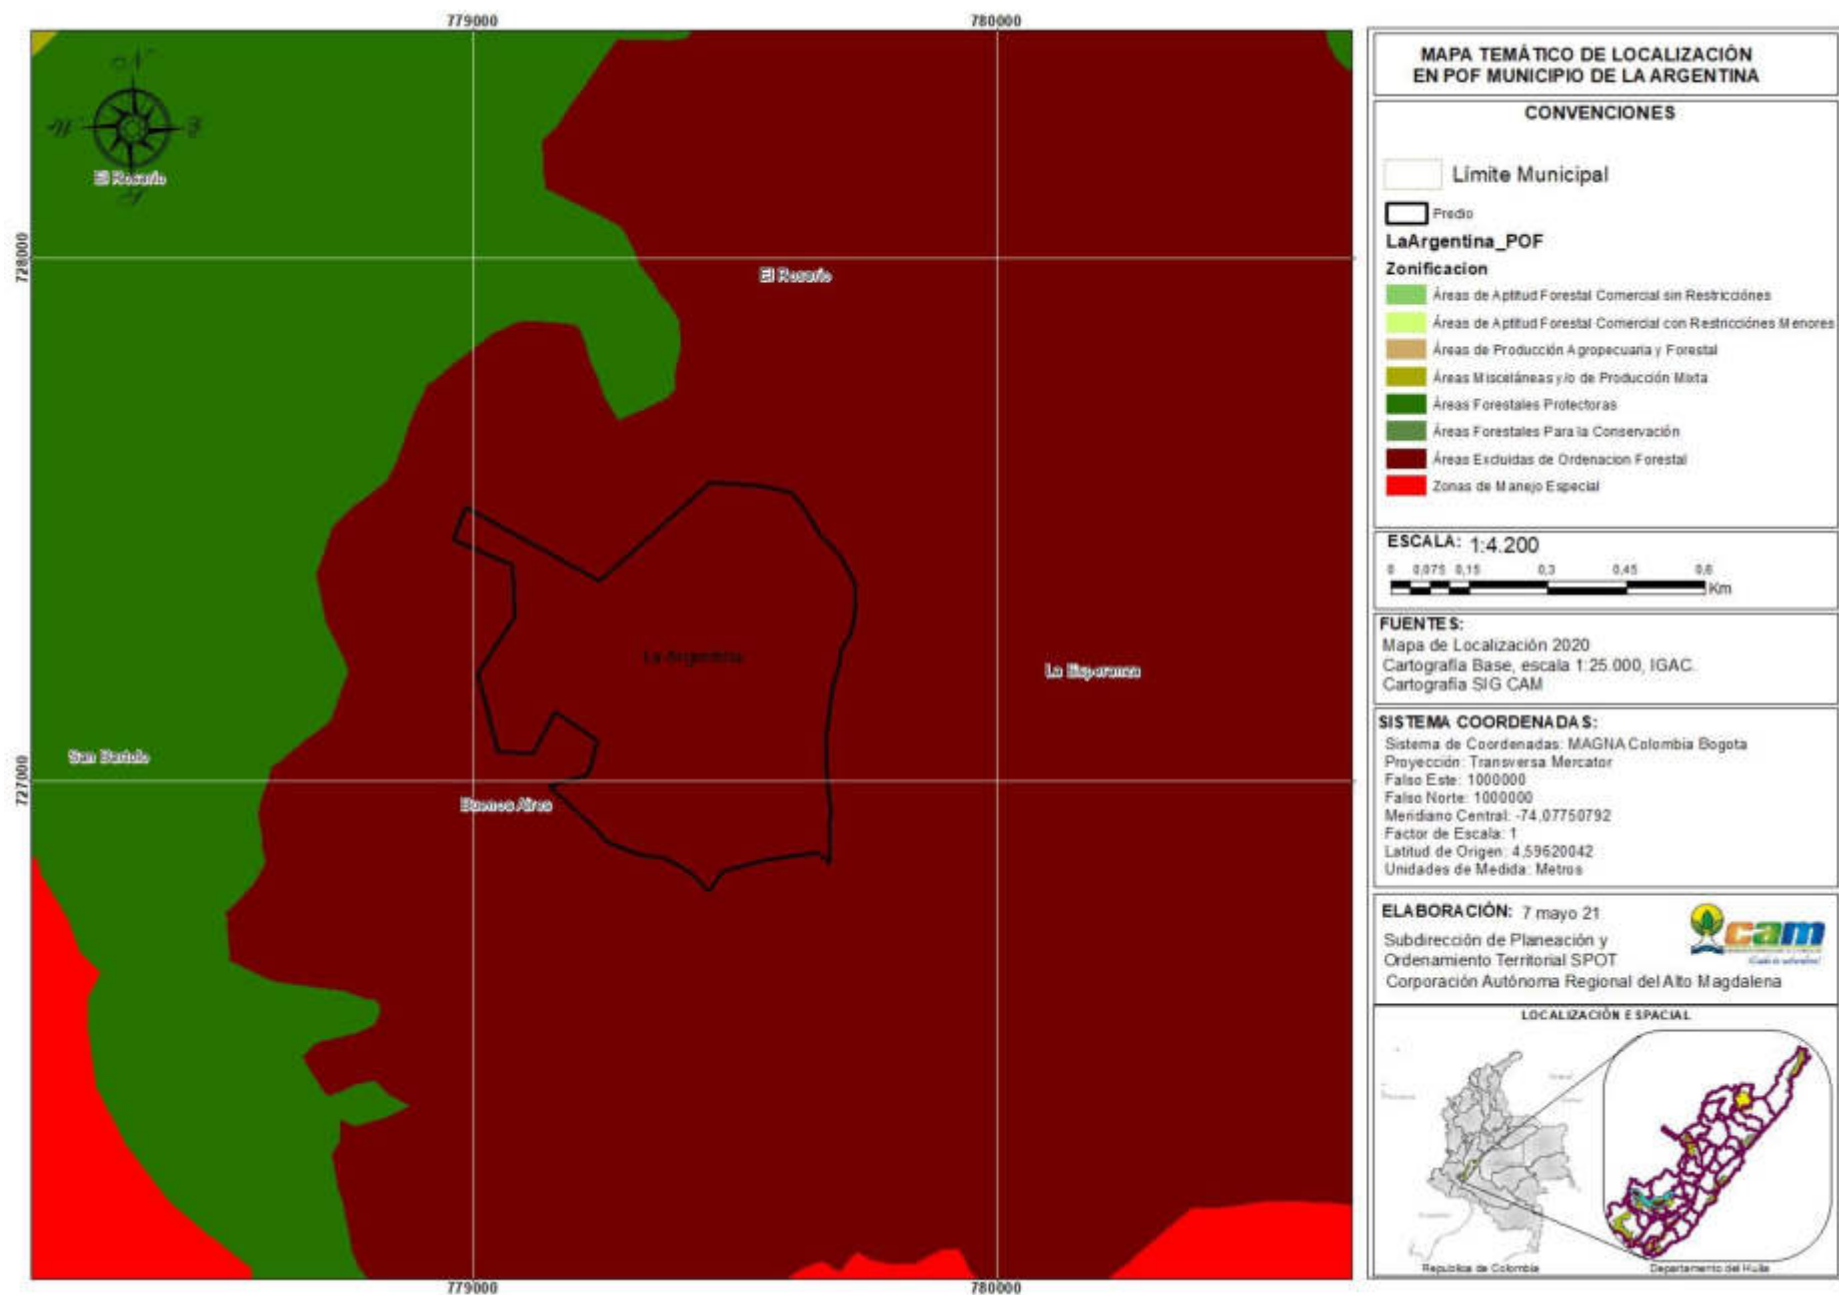 779000
780000
N
El Rosario
728000
El Rosario
La Argentina
La Esperanza
San Bartolo
727000
Buenos Aires
779000
780000
MAPA TEMÁTICO DE LOCALIZACIÓN
EN POF MUNICIPIO DE LA ARGENTINA
CONVENCIONES
Límite Municipal
Predio
LaArgentina_POF
Zonificacion
Áreas de Aptitud Forestal Comercial sin Restricciónes
Áreas de Aptitud Forestal Comercial con Restricciónes Menores
Áreas de Producción Agropecuaria y Forestal
Áreas Misceláneas y/o de Producción Mixta
Áreas Forestales Protectoras
Áreas Forestales Para la Conservación
Áreas Excluidas de Ordenacion Forestal
Zonas de Manejo Especial
ESCALA: 1:4.200
0 0,075 0,15 0,3 0,45 0,6
Km
FUENTES:
Mapa de Localización 2020
Cartografía Base, escala 1:25.000, IGAC.
Cartografía SIG CAM
SISTEMA COORDENADAS:
Sistema de Coordenadas: MAGNA Colombia Bogota
Proyección: Transversa Mercator
Falso Este: 1000000
Falso Norte: 1000000
Meridiano Central: -74,07750792
Factor de Escala: 1
Latitud de Origen: 4,59620042
Unidades de Medida: Metros
ELABORACIÓN: 7 mayo 21
Subdirección de Planeación y
Ordenamiento Territorial SPOT
Corporación Autónoma Regional del Alto Magdalena
cam
LOCALIZACIÓN ESPACIAL
Republica de Colombia
Departamento del Huila